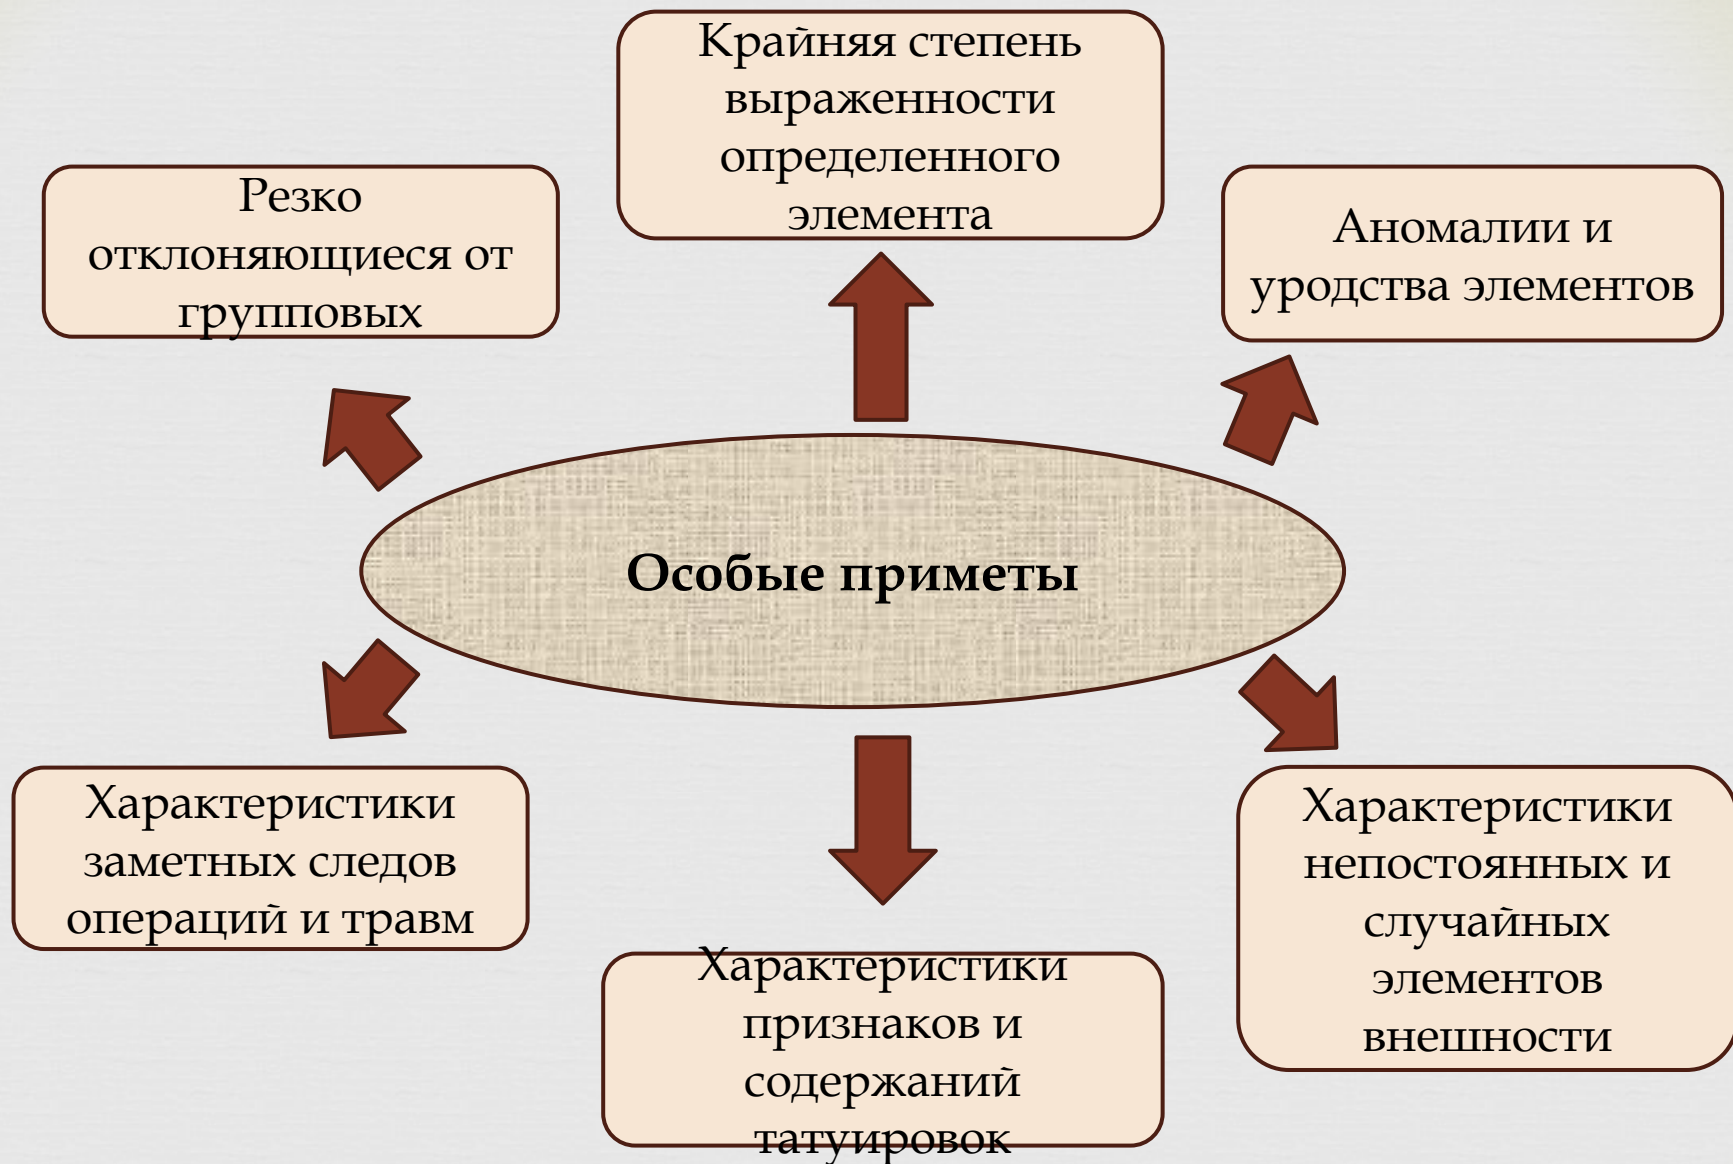 Крайняя степень
выраженности
определенного
элемента
Резко
отклоняющиеся от
групповых
Аномалии и
уродства элементов
Особые приметы
Характеристики
заметных следов
операций и травм
Характеристики
признаков и
содержаний
татуировок
Характеристики
непостоянных и
случайных
элементов
внешности